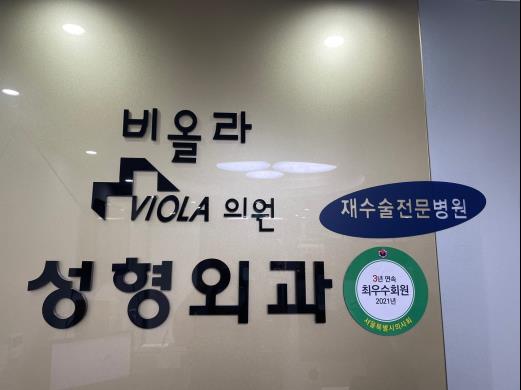 비올라
VIOLA 의원
재수술전문병원
성형외과
3년 연속
최우수회원
2021년
서울특별시의사회